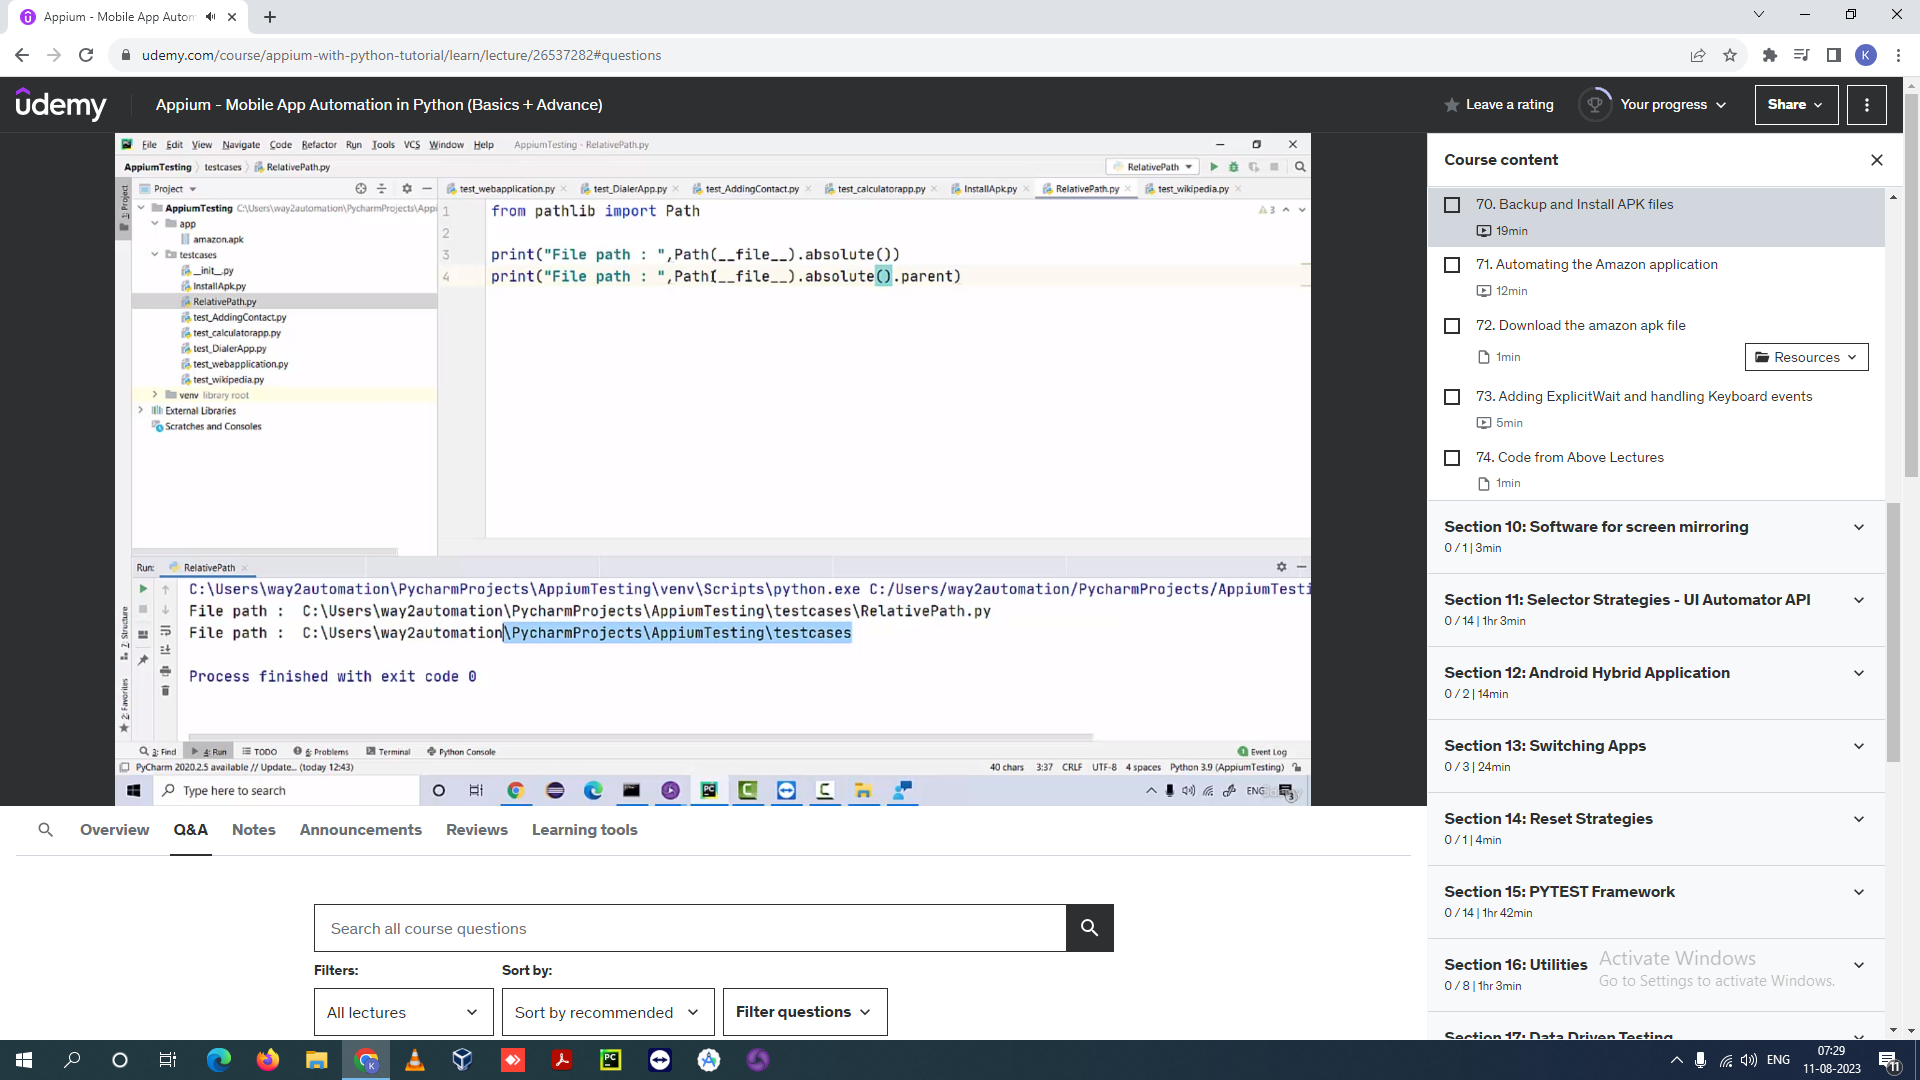 Appium - Mobile App Autom
udemy.com/course/appium-with-python-tutorial/learn/lecture/26537282#questions
K
ûdemy
Appium - Mobile App Automation in Python (Basics + Advance)
Leave a rating
Your progress
Share
File Edit View Navigate Code Refactor Run Tools VCS Window Help AppiumTesting - RelativePath.py
AppiumTesting testcases RelativePath.py
RelativePath
1: Project
Project
test_webapplication.py test_DialerApp.py test_AddingContact.py test_calculatorapp.py InstallApk.py RelativePath.py test_wikipedia.py
AppiumTesting C:\Users\way2automation\PycharmProjects\Appi
app
amazon.apk
testcases
__init__.py
InstallApk.py
RelativePath.py
test_AddingContact.py
test_calculatorapp.py
test_DialerApp.py
test_webapplication.py
test_wikipedia.py
venv library root
External Libraries
Scratches and Consoles
1 from pathlib import Path
2
3 print("File path : ",Path(__file__).absolute())
4 print("File path : ",Path(__file__).absolute().parent)
3
Run: RelativePath
C:\Users\way2automation\PycharmProjects\AppiumTesting\venv\Scripts\python.exe C:/Users/way2automation/PycharmProjects/AppiumTesti
File path :  C:\Users\way2automation\PycharmProjects\AppiumTesting\testcases\RelativePath.py
File path :  C:\Users\way2automation\PycharmProjects\AppiumTesting\testcases
Process finished with exit code 0
Z: Structure
2: Favorites
3: Find 4: Run TODO 6: Problems Terminal Python Console Event Log
PyCharm 2020.2.5 available // Update... (today 12:43)
40 chars 3:37 CRLF UTF-8 4 spaces Python 3.9 (AppiumTesting)
Type here to search
ENG
3
Course content
70. Backup and Install APK files
19min
71. Automating the Amazon application
12min
72. Download the amazon apk file
1min
Resources
73. Adding ExplicitWait and handling Keyboard events
5min
74. Code from Above Lectures
1min
Section 10: Software for screen mirroring
0 / 1 | 3min
Section 11: Selector Strategies - UI Automator API
0 / 14 | 1hr 3min
Section 12: Android Hybrid Application
0 / 2 | 14min
Section 13: Switching Apps
0 / 3 | 24min
Section 14: Reset Strategies
0 / 1 | 4min
Section 15: PYTEST Framework
0 / 14 | 1hr 42min
Section 16: Utilities
0 / 8 | 1hr 3min
Section 17: Data Driven Testing
Activate Windows
Go to Settings to activate Windows.
Overview Q&A Notes Announcements Reviews Learning tools
Search all course questions
Filters:
Sort by:
All lectures
Sort by recommended
Filter questions
ENG
07:29
11-08-2023
11